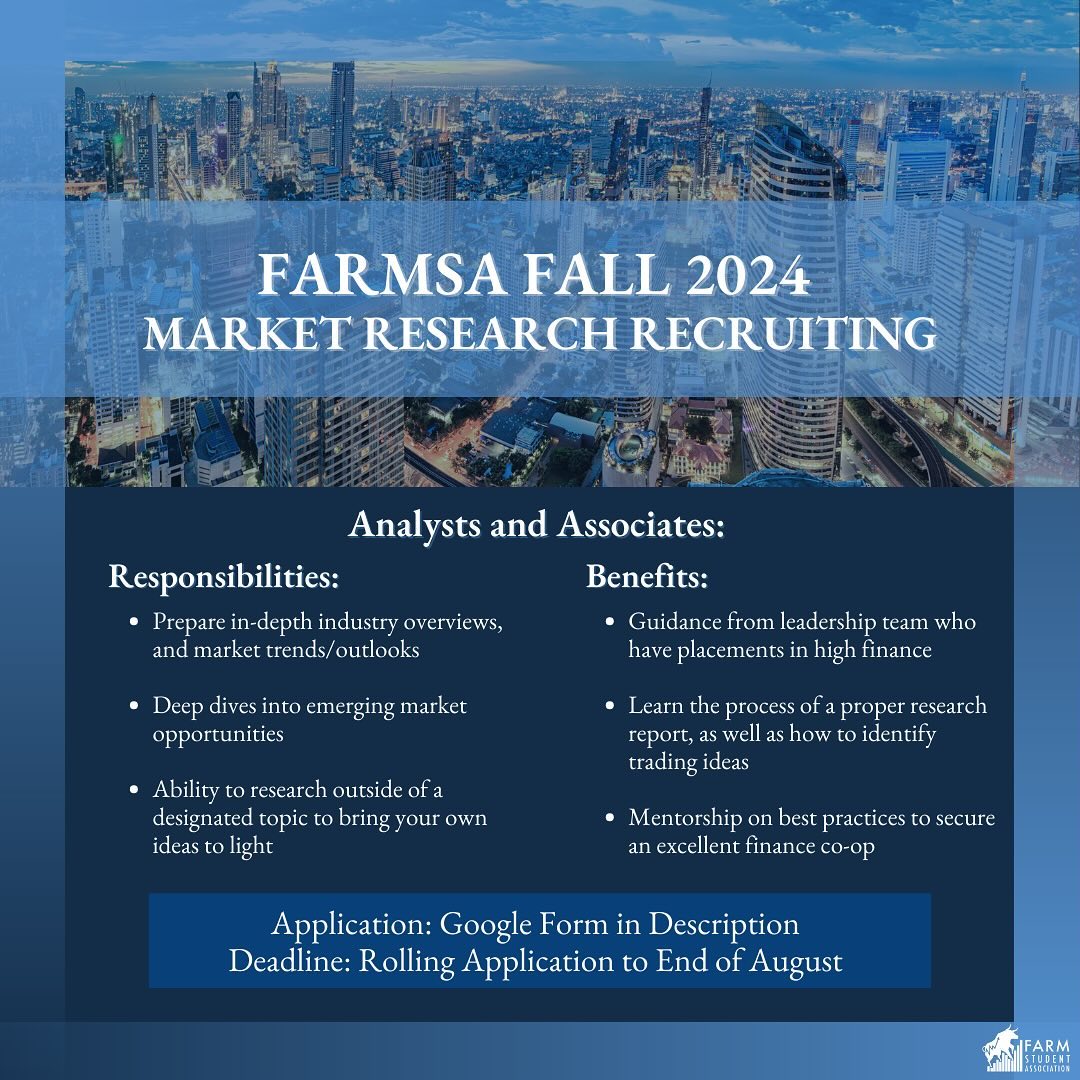 FARMSA FALL 2024
MARKET RESEARCH RECRUITING
Analysts and Associates:
Responsibilities:
Prepare in-depth industry overviews,
and market trends/outlooks
Deep dives into emerging market
opportunities
Ability to research outside of a
designated topic to bring your own
ideas to light
Benefits:
Guidance from leadership team who
have placements in high finance
Learn the process of a proper research
report, as well as how to identify
trading ideas
Mentorship on best practices to secure
an excellent finance co-op
Application: Google Form in Description
Deadline: Rolling Application to End of August
FARM
STUDENT
ASSOCIATION